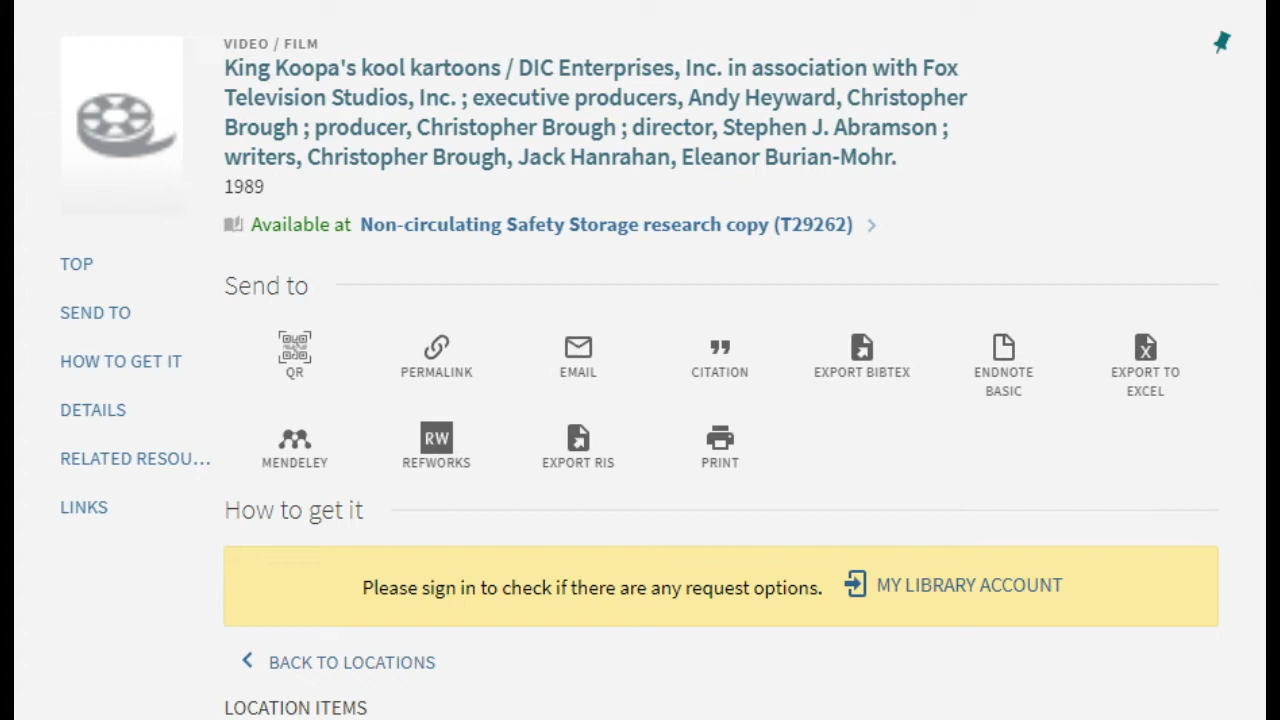 VIDEO / FILM
King Koopa's kool kartoons / DIC Enterprises, Inc. in association with Fox
Television Studios, Inc. ; executive producers, Andy Heyward, Christopher
Brough ; producer, Christopher Brough ; director, Stephen J. Abramson ;
writers, Christopher Brough, Jack Hanrahan, Eleanor Burian-Mohr.
1989
Available at Non-circulating Safety Storage research copy (T29262)
TOP
SEND TO
HOW TO GET IT
DETAILS
RELATED RESOU...
LINKS
Send to
QR
PERMALINK
EMAIL
CITATION
EXPORT BIBTEX
ENDNOTE
BASIC
EXPORT TO
EXCEL
MENDELEY
RW
REFWORKS
EXPORT RIS
PRINT
How to get it
Please sign in to check if there are any request options. MY LIBRARY ACCOUNT
BACK TO LOCATIONS
LOCATION ITEMS